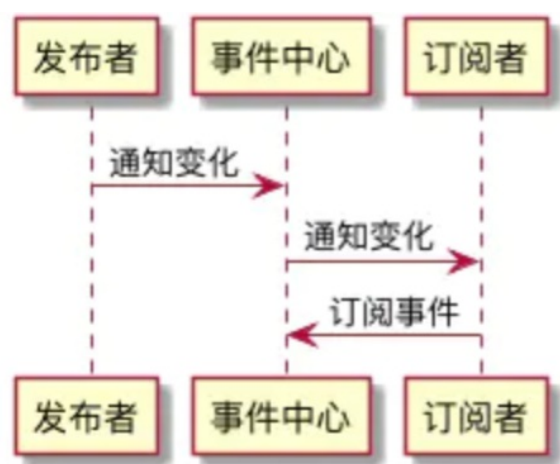 发布者 事件中心 订阅者
通知变化
通知变化
订阅事件
发布者 事件中心 订阅者